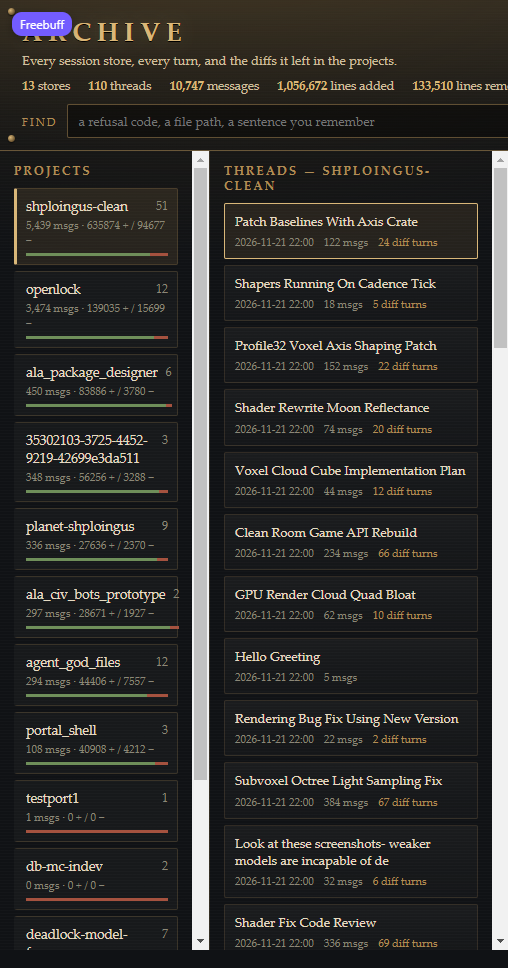 Freebuff
ARCHIVE
Every session store, every turn, and the diffs it left in the projects.
13 stores 110 threads 10,747 messages 1,056,672 lines added 133,510 lines rem
FIND a refusal code, a file path, a sentence you remember
PROJECTS
shploingus-clean 51
5,439 msgs · 635874 + / 94677
−
openlock 12
3,474 msgs · 139035 + / 15699
−
ala_package_designer 6
450 msgs · 83886 + / 3780 −
35302103-3725-4452-
9219-42699e3da511 3
348 msgs · 56256 + / 3288 −
planet-shploingus 9
336 msgs · 27636 + / 2370 −
ala_civ_bots_prototype 2
297 msgs · 28671 + / 1927 −
agent_god_files 12
294 msgs · 44406 + / 7557 −
portal_shell 3
108 msgs · 40908 + / 4212 −
testport1 1
1 msgs · 0 + / 0 −
db-mc-indev 2
0 msgs · 0 + / 0 −
deadlock-model- 7
THREADS — SHPLOINGUS-
CLEAN
Patch Baselines With Axis Crate
2026-11-21 22:00 122 msgs 24 diff turns
Shapers Running On Cadence Tick
2026-11-21 22:00 18 msgs 5 diff turns
Profile32 Voxel Axis Shaping Patch
2026-11-21 22:00 152 msgs 22 diff turns
Shader Rewrite Moon Reflectance
2026-11-21 22:00 74 msgs 20 diff turns
Voxel Cloud Cube Implementation Plan
2026-11-21 22:00 44 msgs 12 diff turns
Clean Room Game API Rebuild
2026-11-21 22:00 234 msgs 66 diff turns
GPU Render Cloud Quad Bloat
2026-11-21 22:00 62 msgs 10 diff turns
Hello Greeting
2026-11-21 22:00 5 msgs
Rendering Bug Fix Using New Version
2026-11-21 22:00 22 msgs 2 diff turns
Subvoxel Octree Light Sampling Fix
2026-11-21 22:00 384 msgs 67 diff turns
Look at these screenshots- weaker
models are incapable of de
2026-11-21 22:00 32 msgs 6 diff turns
Shader Fix Code Review
2026-11-21 22:00 336 msgs 69 diff turns